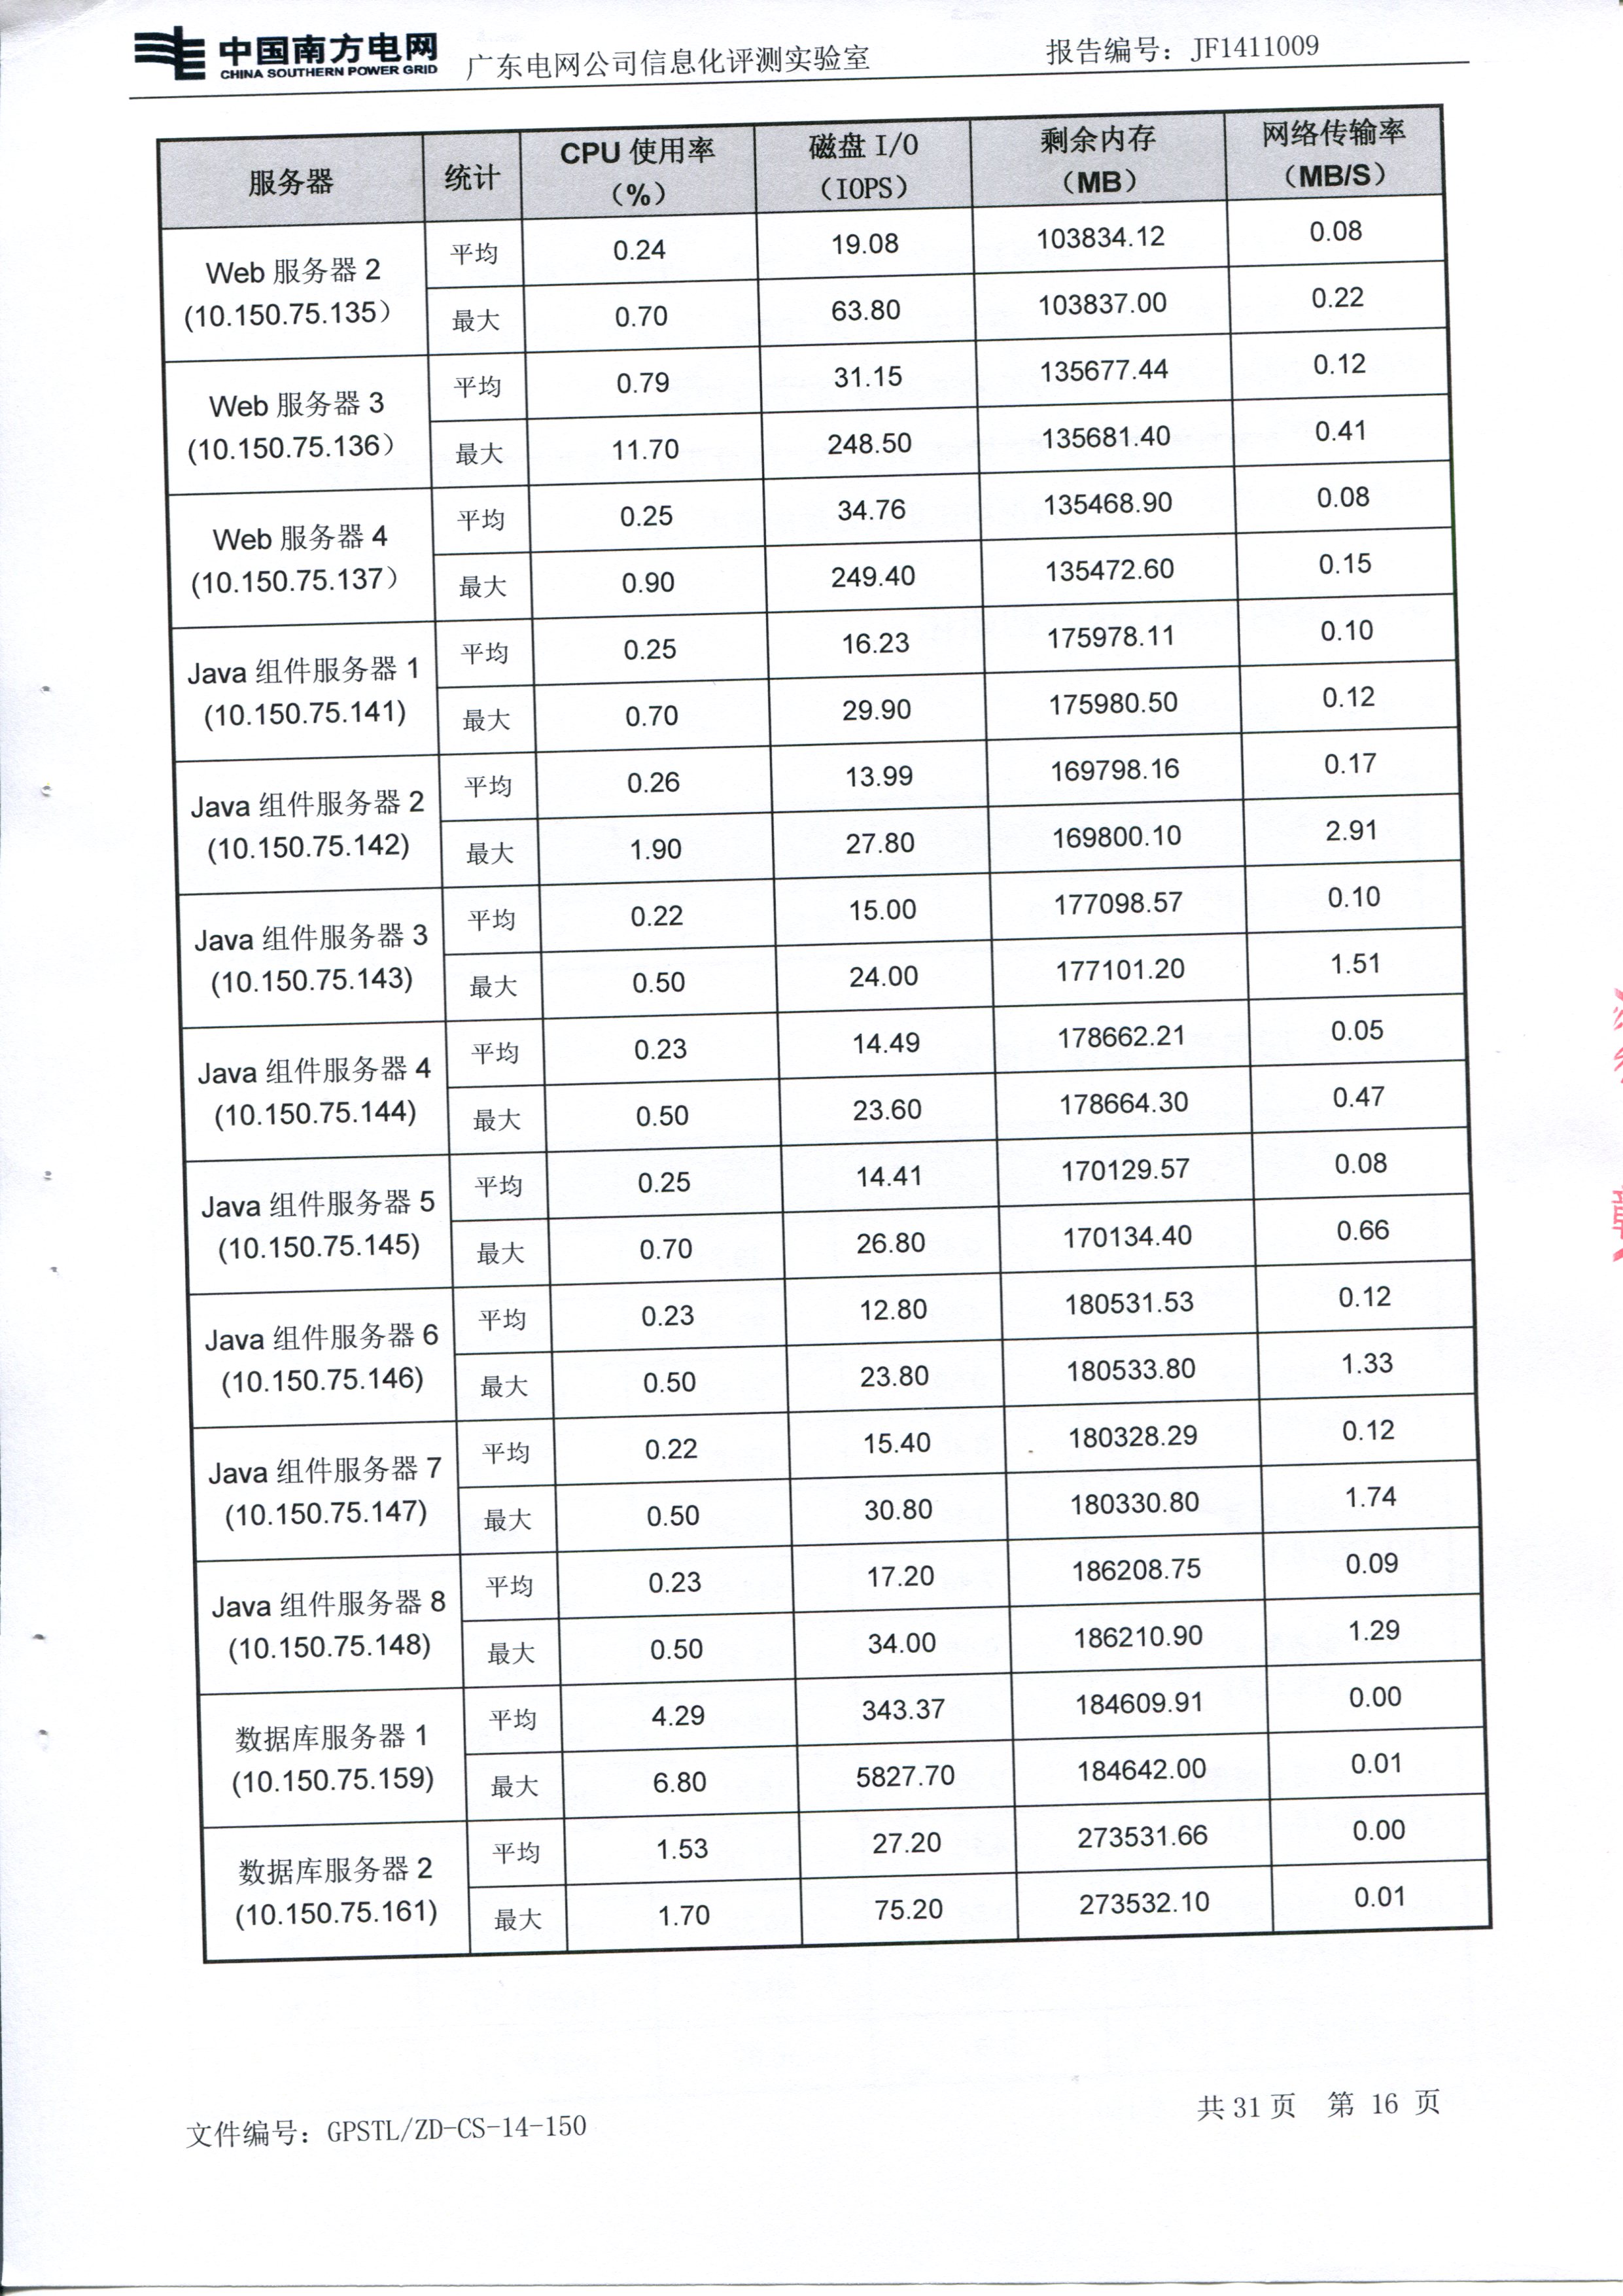 中国南方电网
CHINA SOUTHERN POWER GRID
广东电网公司信息化评测实验室
报告编号：JF1411009
服务器 统计 CPU 使用率（%） 磁盘 I/O（IOPS） 剩余内存（MB） 网络传输率（MB/S）
Web 服务器 2
(10.150.75.135）
平均 0.24 19.08 103834.12 0.08
最大 0.70 63.80 103837.00 0.22
Web 服务器 3
(10.150.75.136）
平均 0.79 31.15 135677.44 0.12
最大 11.70 248.50 135681.40 0.41
Web 服务器 4
(10.150.75.137）
平均 0.25 34.76 135468.90 0.08
最大 0.90 249.40 135472.60 0.15
Java 组件服务器 1
(10.150.75.141)
平均 0.25 16.23 175978.11 0.10
最大 0.70 29.90 175980.50 0.12
Java 组件服务器 2
(10.150.75.142)
平均 0.26 13.99 169798.16 0.17
最大 1.90 27.80 169800.10 2.91
Java 组件服务器 3
(10.150.75.143)
平均 0.22 15.00 177098.57 0.10
最大 0.50 24.00 177101.20 1.51
Java 组件服务器 4
(10.150.75.144)
平均 0.23 14.49 178662.21 0.05
最大 0.50 23.60 178664.30 0.47
Java 组件服务器 5
(10.150.75.145)
平均 0.25 14.41 170129.57 0.08
最大 0.70 26.80 170134.40 0.66
Java 组件服务器 6
(10.150.75.146)
平均 0.23 12.80 180531.53 0.12
最大 0.50 23.80 180533.80 1.33
Java 组件服务器 7
(10.150.75.147)
平均 0.22 15.40 180328.29 0.12
最大 0.50 30.80 180330.80 1.74
Java 组件服务器 8
(10.150.75.148)
平均 0.23 17.20 186208.75 0.09
最大 0.50 34.00 186210.90 1.29
数据库服务器 1
(10.150.75.159)
平均 4.29 343.37 184609.91 0.00
最大 6.80 5827.70 184642.00 0.01
数据库服务器 2
(10.150.75.161)
平均 1.53 27.20 273531.66 0.00
最大 1.70 75.20 273532.10 0.01
文件编号：GPSTL/ZD-CS-14-150
共 31 页 第 16 页